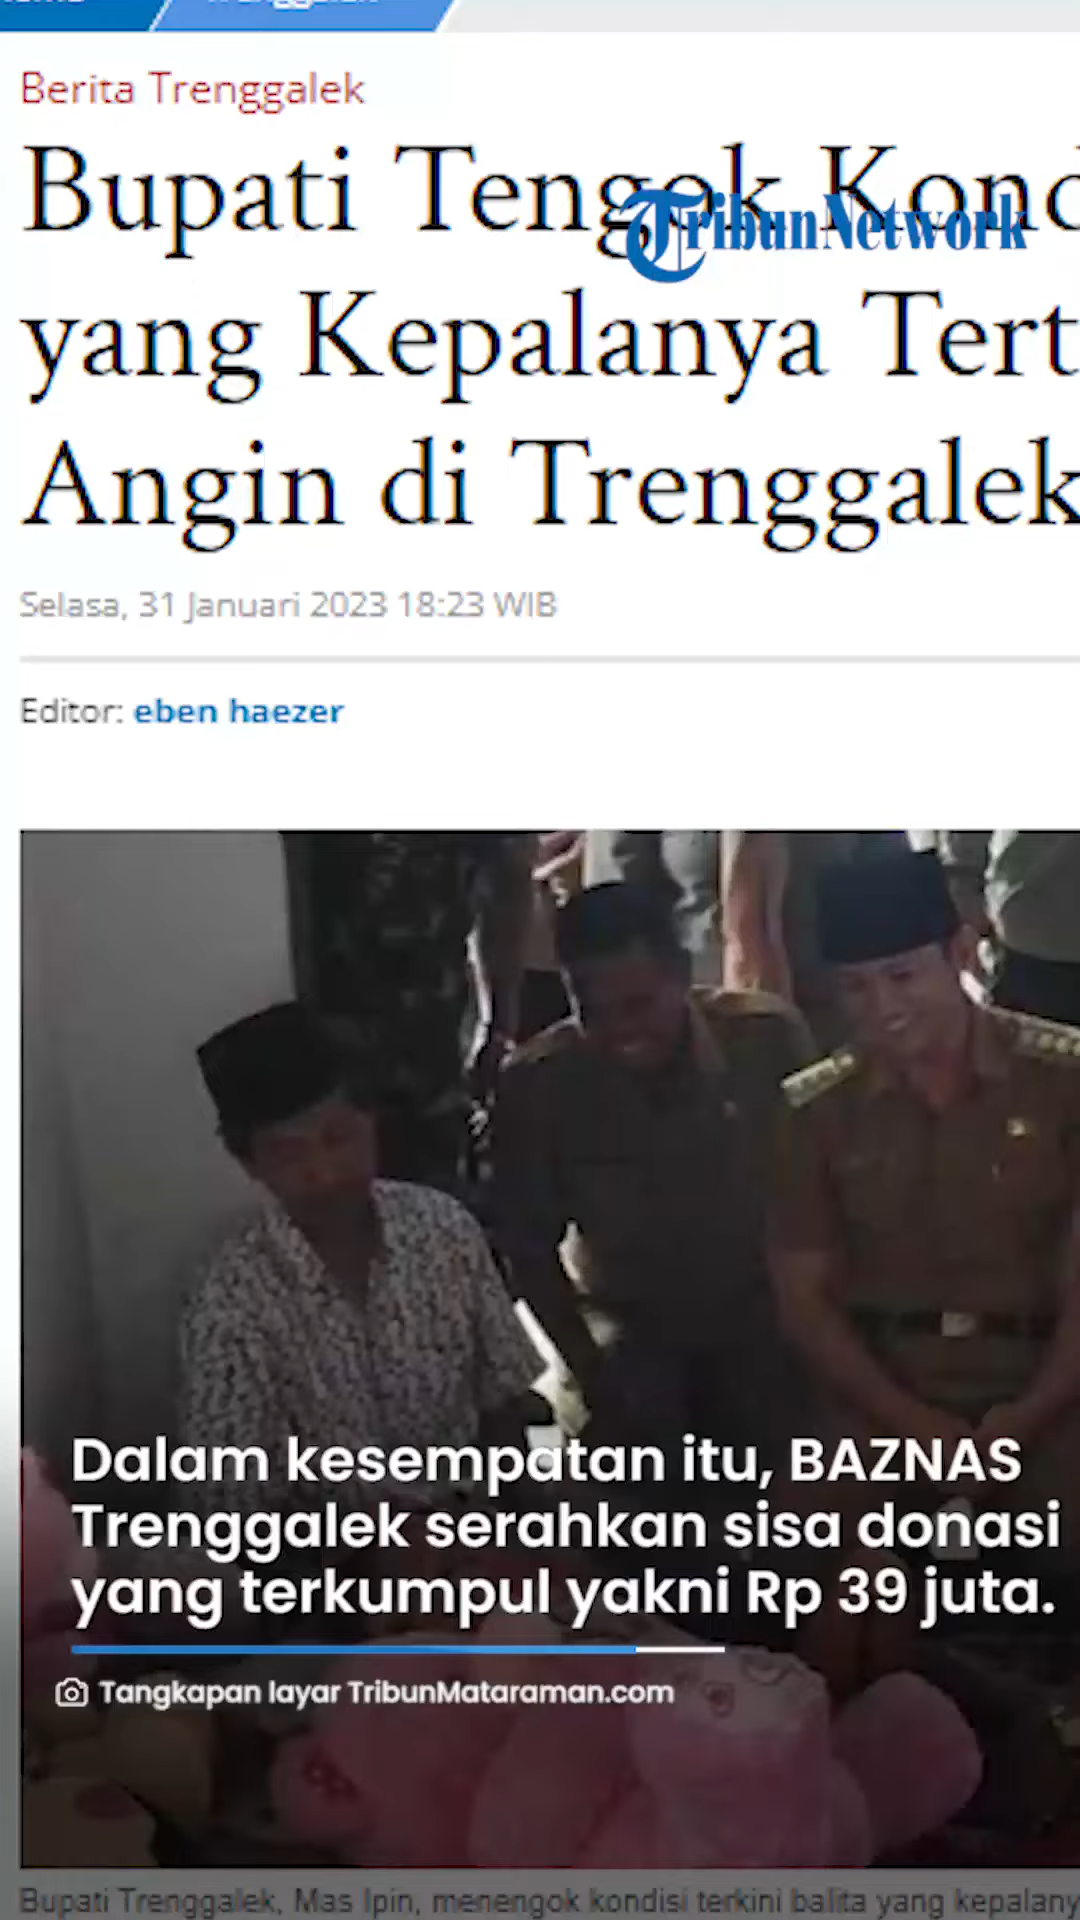 Berita Trenggalek
Bupati Tengok Kond
TribunNetwork
yang Kepalanya Tert
Angin di Trenggalek
Selasa, 31 Januari 2023 18:23 WIB
Editor: eben haezer
Dalam kesempatan itu, BAZNAS
Trenggalek serahkan sisa donasi
yang terkumpul yakni Rp 39 juta.
Tangkapan layar TribunMataraman.com
Bupati Trenggalek, Mas Ipin, menengok kondisi terkini balita yang kepalany